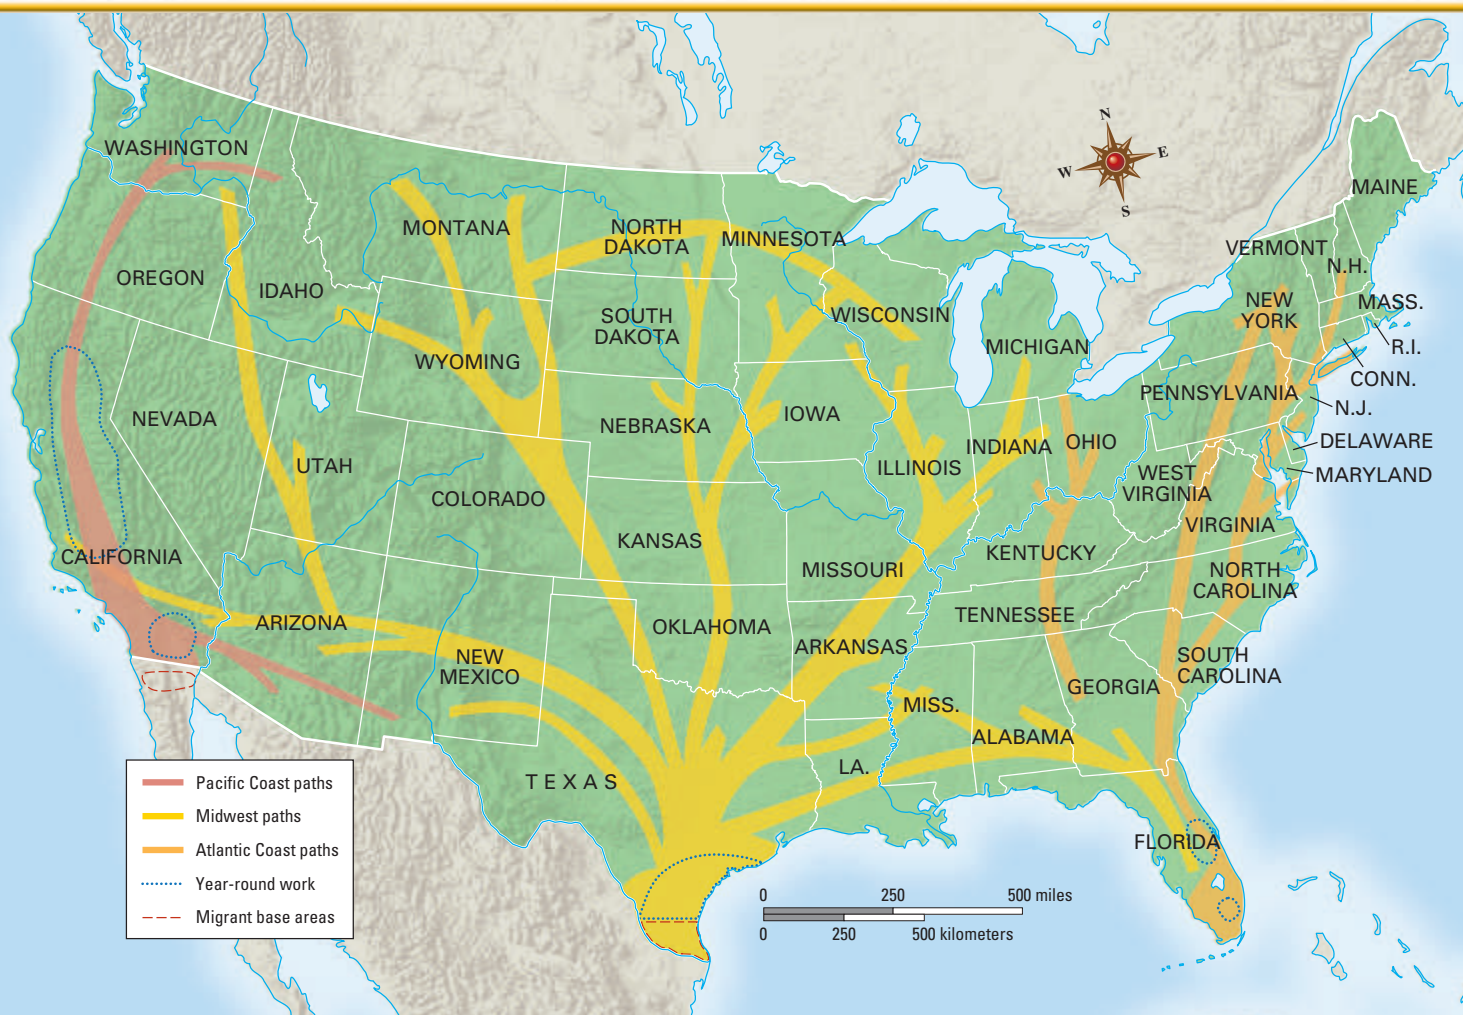 N
W
E
S
WASHINGTON
MAINE
MONTANA
NORTH
DAKOTA
MINNESOTA
VERMONT
N.H.
OREGON
IDAHO
SOUTH
DAKOTA
WISCONSIN
NEW
YORK
MASS.
MICHIGAN
R.I.
WYOMING
CONN.
NEVADA
NEBRASKA
IOWA
PENNSYLVANIA
N.J.
UTAH
COLORADO
ILLINOIS
INDIANA
OHIO
DELAWARE
WEST
VIRGINIA
MARYLAND
CALIFORNIA
KANSAS
MISSOURI
KENTUCKY
VIRGINIA
ARIZONA
NEW
MEXICO
OKLAHOMA
ARKANSAS
TENNESSEE
NORTH
CAROLINA
SOUTH
CAROLINA
MISS.
ALABAMA
GEORGIA
TEXAS
LA.
FLORIDA
Pacific Coast paths
Midwest paths
Atlantic Coast paths
Year-round work
Migrant base areas
0 250 500 miles
0 250 500 kilometers